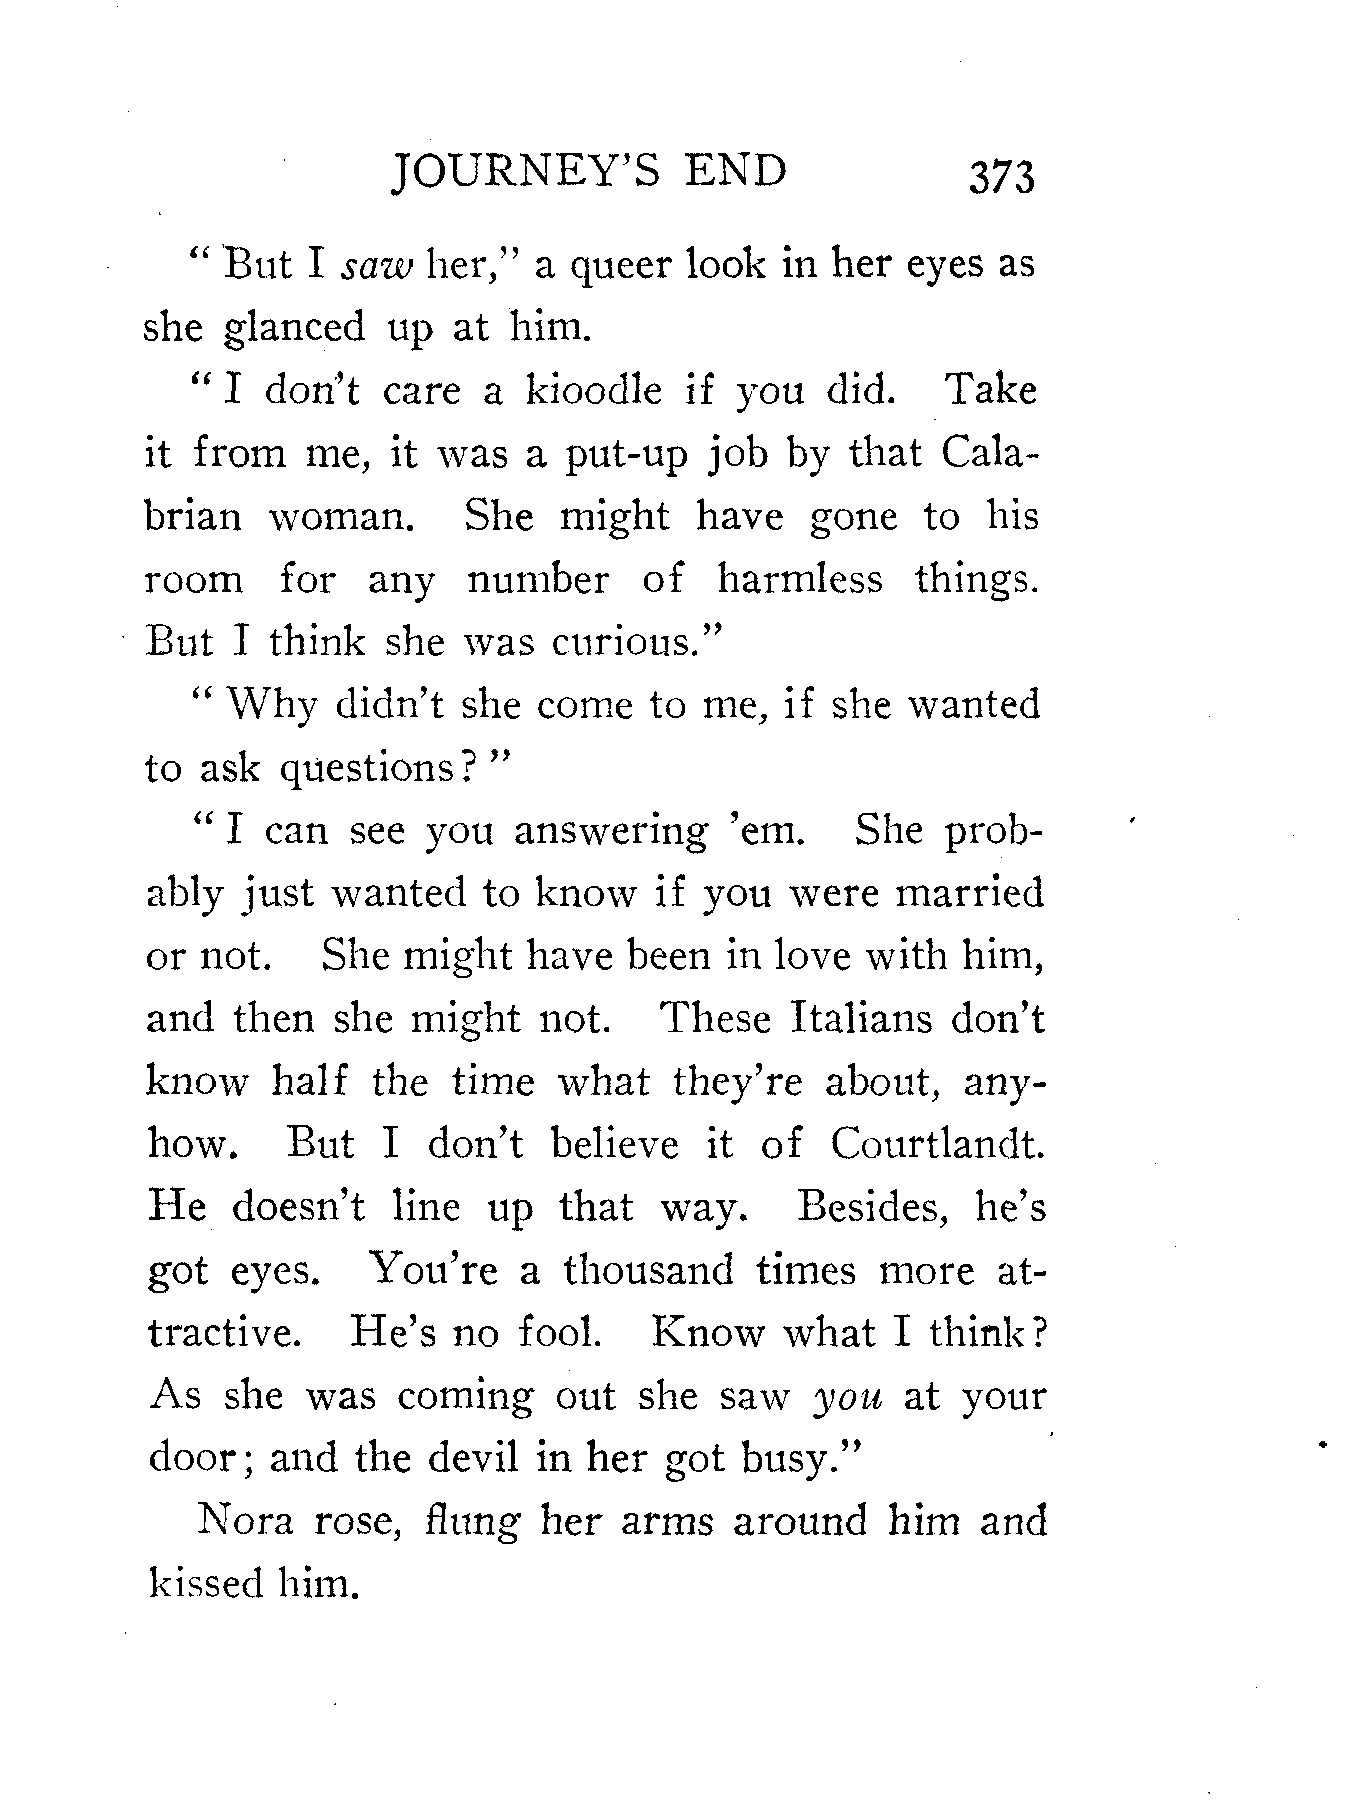 JOURNEY'S END 373
" But I saw her," a queer look in her eyes as
she glanced up at him.
" I don't care a kioodle if you did. Take
it from me, it was a put-up job by that Cala-
brian woman. She might have gone to his
room for any number of harmless things.
But I think she was curious."
" Why didn't she come to me, if she wanted
to ask questions? "
" I can see you answering 'em. She prob-
ably just wanted to know if you were married
or not. She might have been in love with him,
and then she might not. These Italians don't
know half the time what they're about, any-
how. But I don't believe it of Courtlandt.
He doesn't line up that way. Besides, he's
got eyes. You're a thousand times more at-
tractive. He's no fool. Know what I think?
As she was coming out she saw you at your
door; and the devil in her got busy."
Nora rose, flung her arms around him and
kissed him.